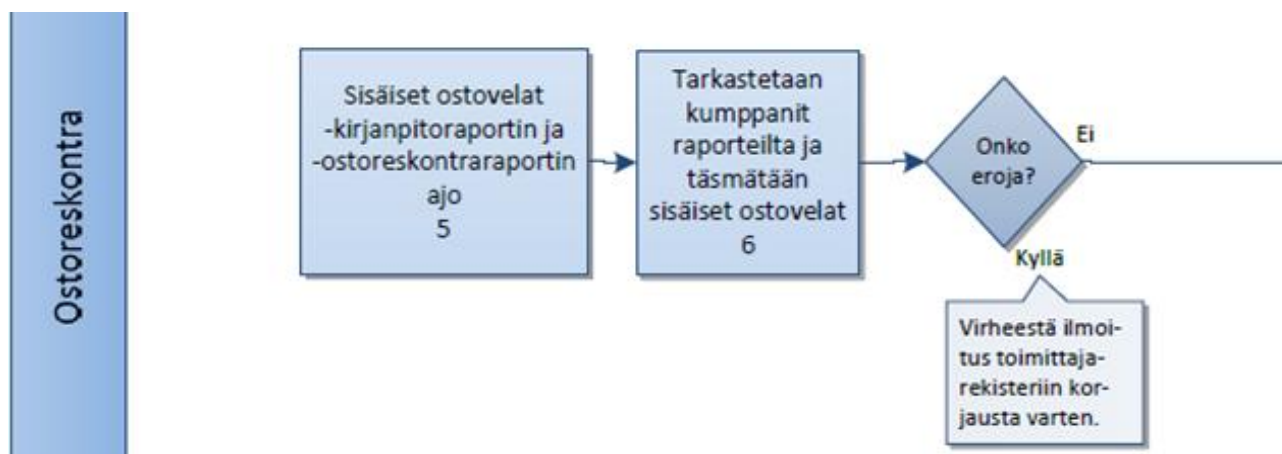 Ostoreskontra
Sisäiset ostovelat
-kirjanpitoraportin ja
-ostoreskontraraportin
ajo
5
Tarkastetaan
kumppanit
raporteilta ja
täsmätään
sisäiset ostovelat
6
Onko
eroja?
Ei
Kyllä
Virheestä ilmoi-
tus toimittaja-
rekisteriin kor-
jausta varten.